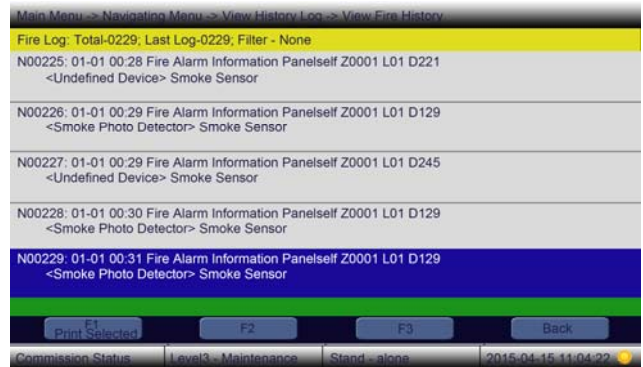 Main Menu -> Navigating Menu -> View History Log -> View Fire History
Fire Log: Total-0229; Last Log-0229; Filter - None
N00225: 01-01 00:28 Fire Alarm Information Panelself Z0001 L01 D221
<Undefined Device> Smoke Sensor
N00226: 01-01 00:29 Fire Alarm Information Panelself Z0001 L01 D129
<Smoke Photo Detector> Smoke Sensor
N00227: 01-01 00:29 Fire Alarm Information Panelself Z0001 L01 D245
<Undefined Device> Smoke Sensor
N00228: 01-01 00:30 Fire Alarm Information Panelself Z0001 L01 D129
<Smoke Photo Detector> Smoke Sensor
N00229: 01-01 00:31 Fire Alarm Information Panelself Z0001 L01 D129
<Smoke Photo Detector> Smoke Sensor
F1 F2 F3 Back
Print Selected
Commission Status Level3 - Maintenance Stand - alone 2015-04-15 11:04:22